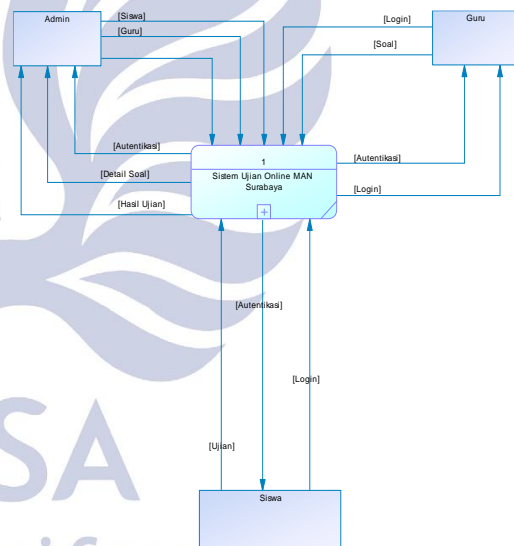 Admin
[Siswa]
[Guru]
[Login]
[Soal]
Guru
[Autentikasi]
[Detail Soal]
[Hasil Ujian]
1
Sistem Ujian Online MAN
Surabaya
[Autentikasi]
[Login]
[Autentikasi]
[Login]
[Ujian]
Siswa
SA